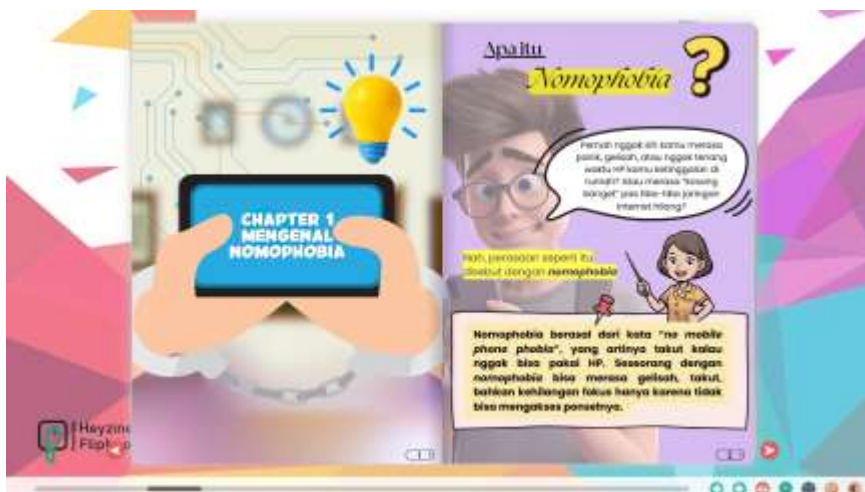 CHAPTER 1
MENGENAL
NOMOPHOBIA
Apa itu
Nomophobia
?
Pernah nggak sih kamu merasa
panik, gelisah, atau nggak tenang
waktu HP kamu ketinggalan di
rumah? Atau merasa "kosong
banget" pas tiba-tiba jaringan
internet hilang?
Nah, perasaan seperti itu
disebut dengan nomophobia
Nomophobia berasal dari kata "no mobile
phone phobia", yang artinya takut kalau
nggak bisa pakai HP. Seseorang dengan
nomophobia bisa merasa gelisah, takut,
bahkan kehilangan fokus hanya karena tidak
bisa mengakses ponselnya.
Heyzine
1
2